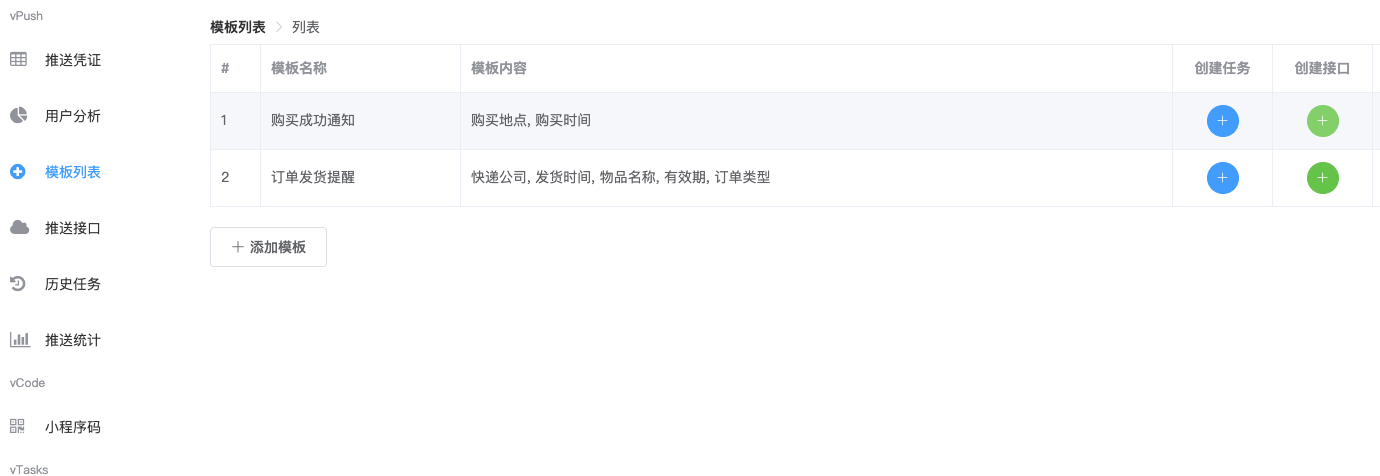 vPush
推送凭证
用户分析
模板列表
推送接口
历史任务
推送统计
vCode
小程序码
vTasks
模板列表 > 列表
# 模板名称 模板内容 创建任务 创建接口
1 购买成功通知 购买地点, 购买时间 + +
2 订单发货提醒 快递公司, 发货时间, 物品名称, 有效期, 订单类型 + +
+ 添加模板